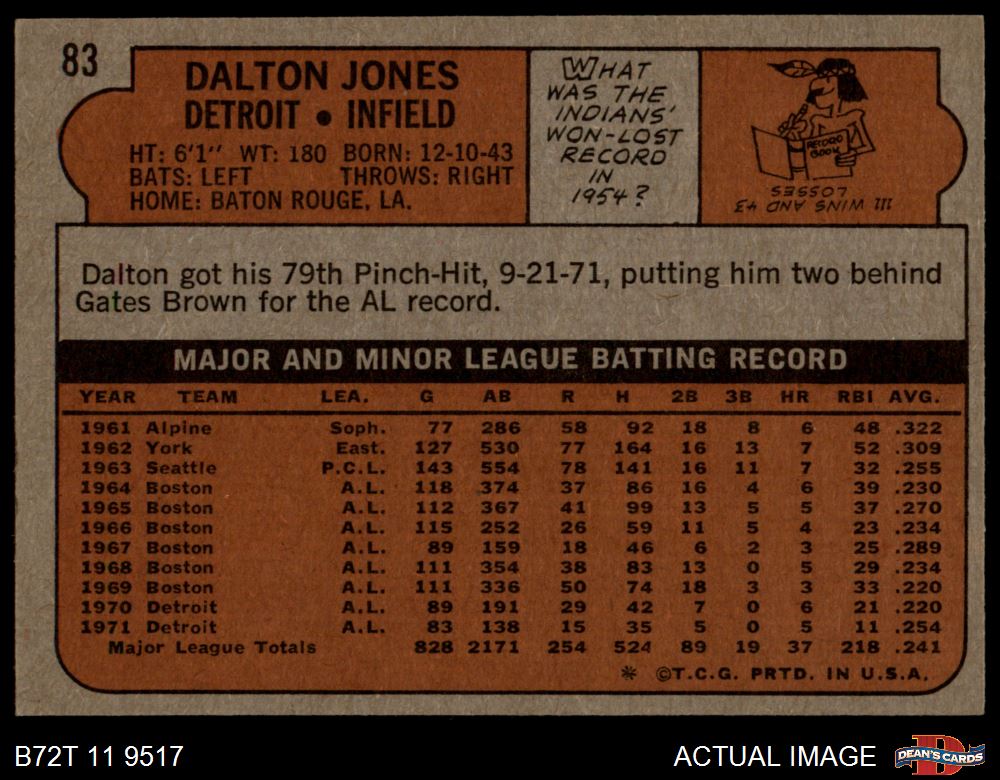 83
DALTON JONES
DETROIT • INFIELD
HT: 6'1" WT: 180 BORN: 12-10-43
BATS: LEFT THROWS: RIGHT
HOME: BATON ROUGE, LA.
WHAT
WAS THE
INDIANS'
WON-LOST
RECORD
IN
1954?
RECORD
BOOK
111 WINS AND 43
LOSSES
Dalton got his 79th Pinch-Hit, 9-21-71, putting him two behind
Gates Brown for the AL record.
MAJOR AND MINOR LEAGUE BATTING RECORD
YEAR TEAM LEA. G AB R H 2B 3B HR RBI AVG.
1961 Alpine Soph. 77 286 58 92 18 8 6 48 .322
1962 York East. 127 530 77 164 16 13 7 52 .309
1963 Seattle P.C.L. 143 554 78 141 16 11 7 32 .255
1964 Boston A.L. 118 374 37 86 16 4 6 39 .230
1965 Boston A.L. 112 367 41 99 13 5 5 37 .270
1966 Boston A.L. 115 252 26 59 11 5 4 23 .234
1967 Boston A.L. 89 159 18 46 6 2 3 25 .289
1968 Boston A.L. 111 354 38 83 13 0 5 29 .234
1969 Boston A.L. 111 336 50 74 18 3 3 33 .220
1970 Detroit A.L. 89 191 29 42 7 0 6 21 .220
1971 Detroit A.L. 83 138 15 35 5 0 5 11 .254
Major League Totals 828 2171 254 524 89 19 37 218 .241
* ©T.C.G. PRTD. IN U.S.A.
B72T 11 9517
ACTUAL IMAGE
D
DEAN'S CARDS